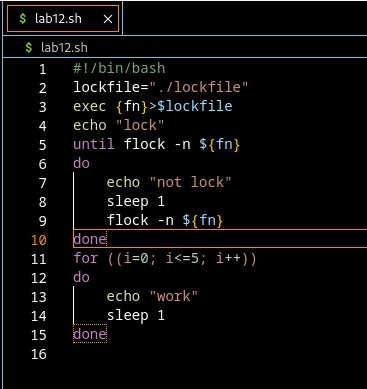 $ lab12.sh ×
$ lab12.sh
1 #!/bin/bash
2 lockfile="./lockfile"
3 exec {fn}>$lockfile
4 echo "lock"
5 until flock -n ${fn}
6 do
7     echo "not lock"
8     sleep 1
9     flock -n ${fn}
10 done
11 for ((i=0; i<=5; i++))
12 do
13     echo "work"
14     sleep 1
15 done
16